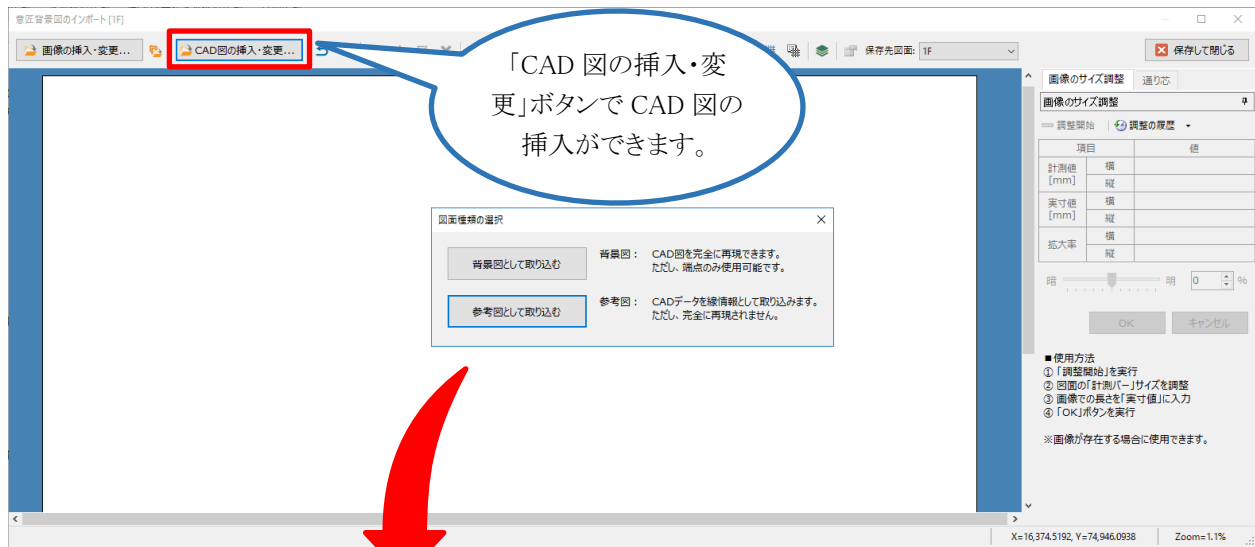 意匠背景図のインポート [1F]
画像の挿入・変更...
CAD図の挿入・変更...
保存先図面: 1F
保存して閉じる
「CAD 図の挿入・変
更」ボタンで CAD 図の
挿入ができます。
図面種類の選択
背景図として取り込む
背景図： CAD図を完全に再現できます。
ただし、端点のみ使用可能です。
参考図として取り込む
参考図： CADデータを線情報として取り込みます。
ただし、完全に再現されません。
画像のサイズ調整 通り芯
画像のサイズ調整
調整開始 調整の履歴
項目 値
計測値 [mm] 横
縦
実寸値 [mm] 横
縦
拡大率 横
縦
暗 明 0 %
OK キャンセル
■使用方法
①「調整開始」を実行
② 図面の「計測バー」サイズを調整
③ 画像での長さを「実寸値」に入力
④「OK」ボタンを実行
※画像が存在する場合に使用できます。
X=16,374.5192, Y=74,946.0938 Zoom=1.1%